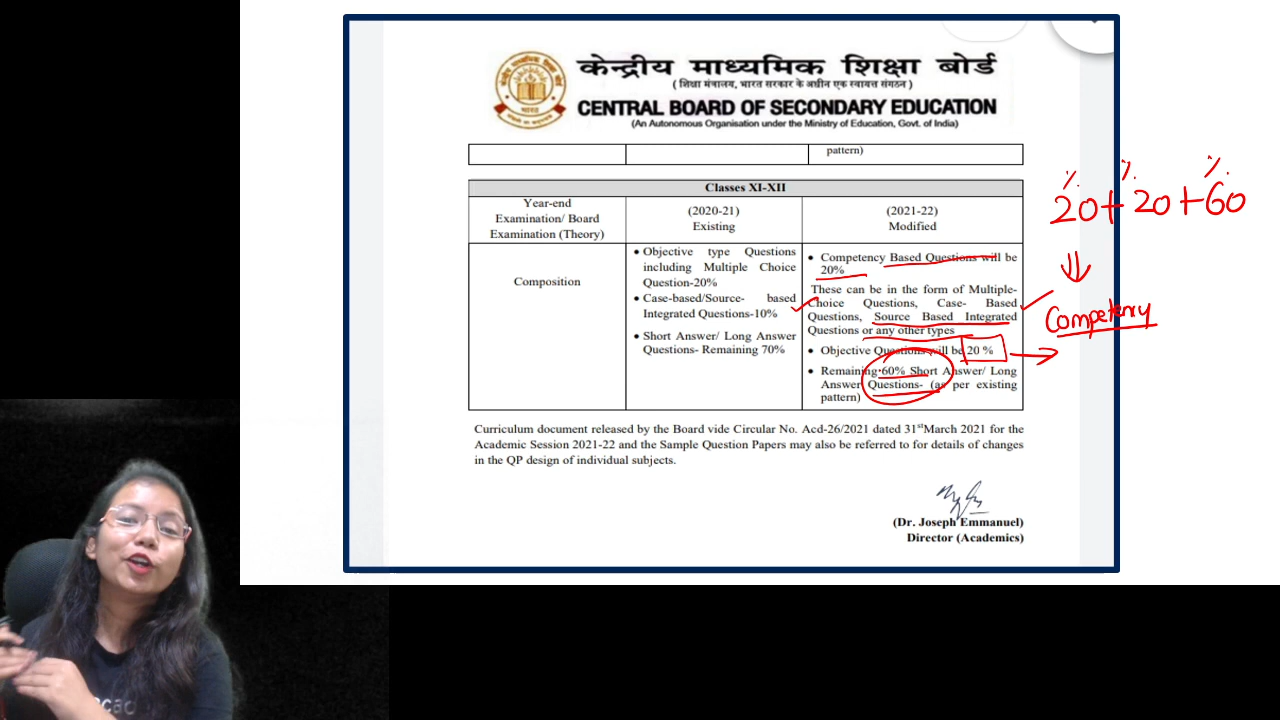 केन्द्रीय माध्यमिक शिक्षा बोर्ड
(शिक्षा मंत्रालय, भारत सरकार के अधीन एक स्वायत्त संगठन)
CENTRAL BOARD OF SECONDARY EDUCATION
(An Autonomous Organisation under the Ministry of Education, Govt. of India)
भारत
pattern)
Classes XI-XII
Year-end
Examination/ Board
Examination (Theory)
(2020-21)
Existing
(2021-22)
Modified
Composition
• Objective type Questions
including Multiple Choice
Question-20%
• Case-based/Source- based
Integrated Questions-10%
• Short Answer/ Long Answer
Questions- Remaining 70%
• Competency Based Questions will be
20%
These can be in the form of Multiple-
Choice Questions, Case- Based
Questions, Source Based Integrated
Questions or any other types
• Objective Questions will be 20 %
• Remaining 60% Short Answer/ Long
Answer Questions- (as per existing
pattern)
20% + 20% + 60%
Competency
Curriculum document released by the Board vide Circular No. Acd-26/2021 dated 31stMarch 2021 for the
Academic Session 2021-22 and the Sample Question Papers may also be referred to for details of changes
in the QP design of individual subjects.
(Dr. Joseph Emmanuel)
Director (Academics)